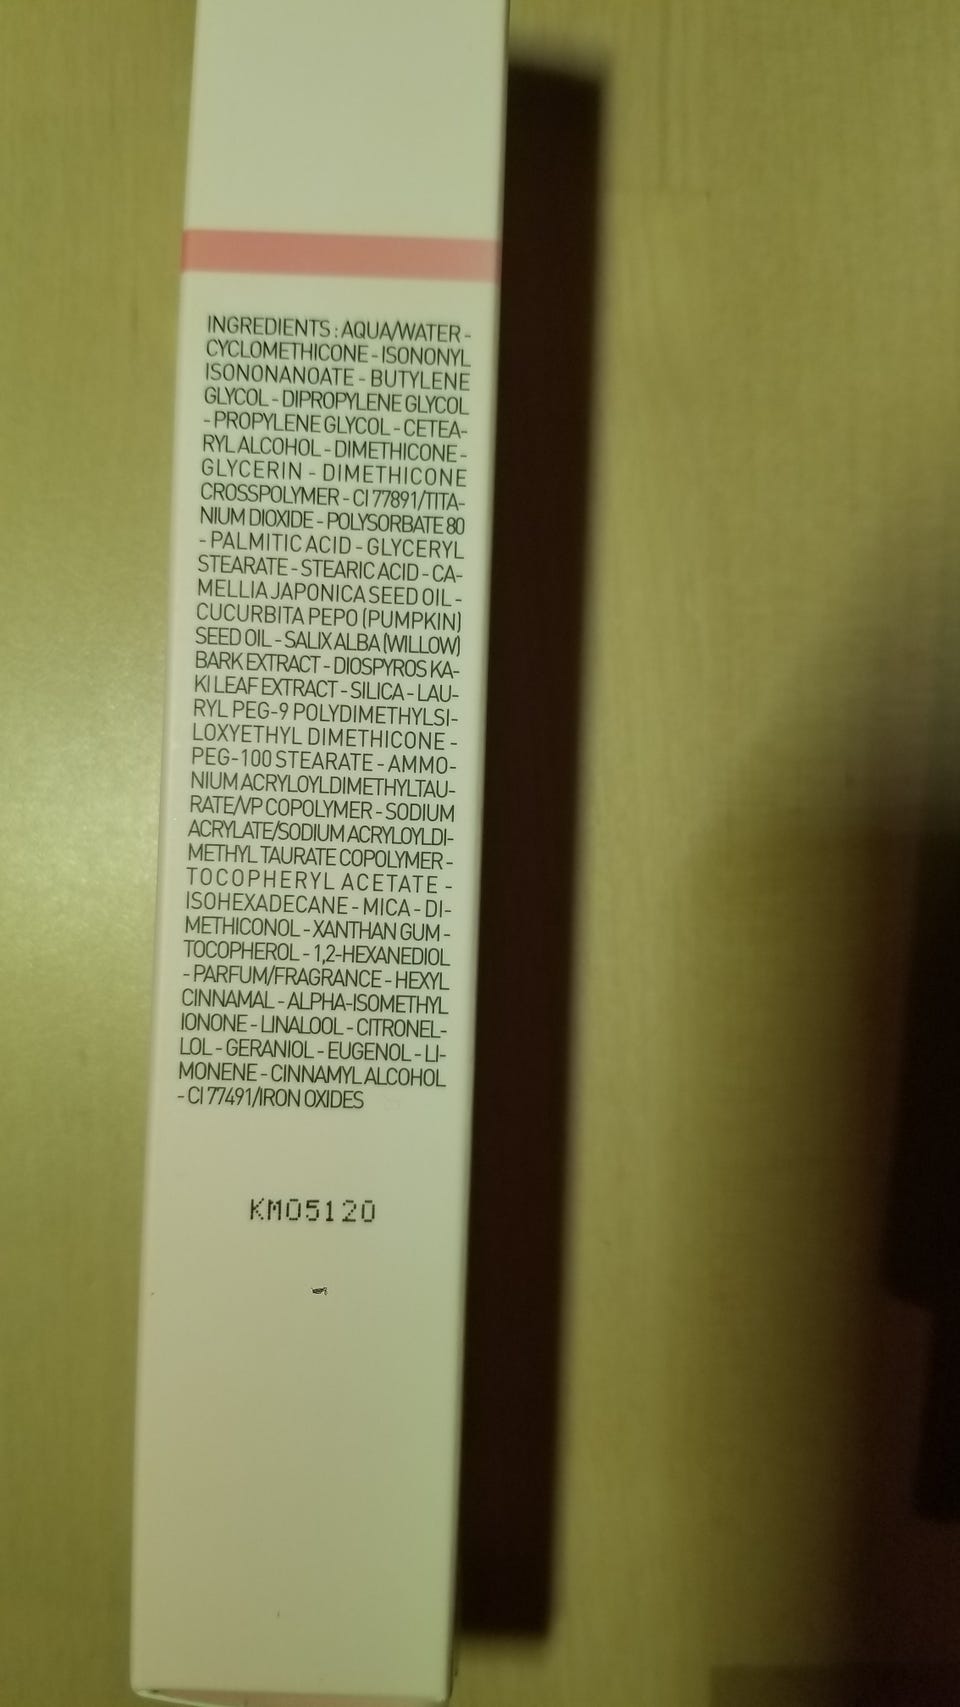 INGREDIENTS : AQUA/WATER -
CYCLOMETHICONE - ISONONYL
ISONONANOATE - BUTYLENE
GLYCOL - DIPROPYLENE GLYCOL
- PROPYLENE GLYCOL - CETEA-
RYL ALCOHOL - DIMETHICONE -
GLYCERIN - DIMETHICONE
CROSSPOLYMER - CI 77891/TITA-
NIUM DIOXIDE - POLYSORBATE 80
- PALMITIC ACID - GLYCERYL
STEARATE - STEARIC ACID - CA-
MELLIA JAPONICA SEED OIL -
CUCURBITA PEPO (PUMPKIN)
SEED OIL - SALIX ALBA (WILLOW)
BARK EXTRACT - DIOSPYROS KA-
KI LEAF EXTRACT - SILICA - LAU-
RYL PEG-9 POLYDIMETHYLSI-
LOXYETHYL DIMETHICONE -
PEG-100 STEARATE - AMMO-
NIUM ACRYLOYLDIMETHYLTAU-
RATE/VP COPOLYMER - SODIUM
ACRYLATE/SODIUM ACRYLOYLDI-
METHYL TAURATE COPOLYMER -
TOCOPHERYL ACETATE -
ISOHEXADECANE - MICA - DI-
METHICONOL - XANTHAN GUM -
TOCOPHEROL - 1,2-HEXANEDIOL
- PARFUM/FRAGRANCE - HEXYL
CINNAMAL - ALPHA-ISOMETHYL
IONONE - LINALOOL - CITRONEL-
LOL - GERANIOL - EUGENOL - LI-
MONENE - CINNAMYL ALCOHOL
- CI 77491/IRON OXIDES
KM05120